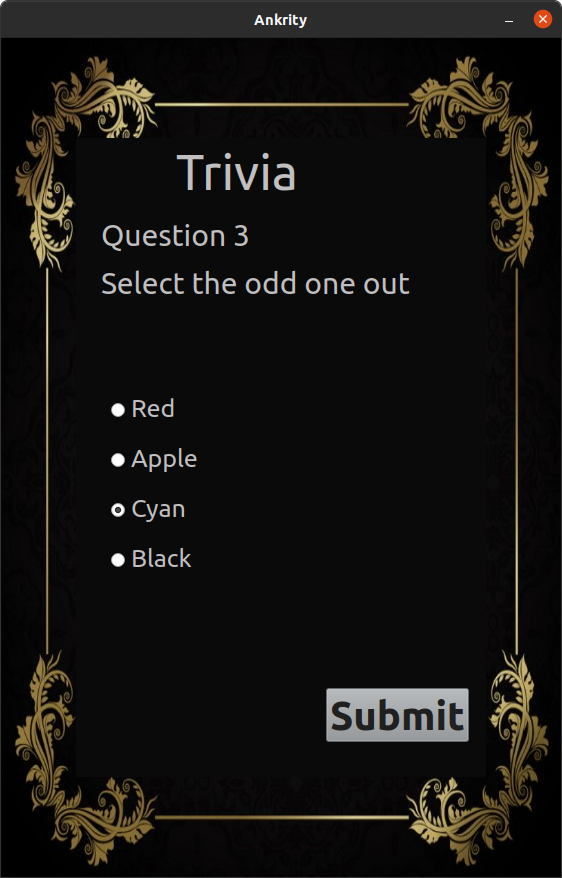 Ankrity
Trivia
Question 3
Select the odd one out
Red
Apple
Cyan
Black
Submit